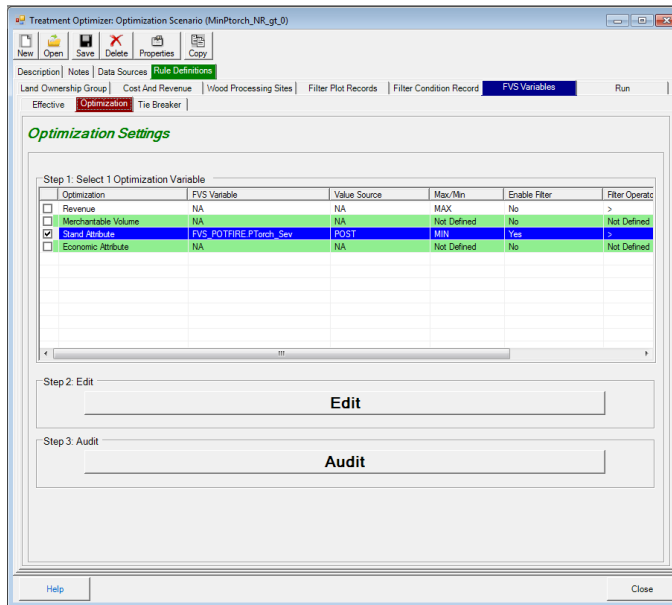 Treatment Optimizer: Optimization Scenario (MinPtorch_NR_gt_0)
New Open Save Delete Properties Copy
Description Notes Data Sources Rule Definitions
Land Ownership Group Cost And Revenue Wood Processing Sites Filter Plot Records Filter Condition Record FVS Variables Run
Effective Optimization Tie Breaker
Optimization Settings
Step 1: Select 1 Optimization Variable
Optimization FVS Variable Value Source Max/Min Enable Filter Filter Operato
Revenue NA NA MAX No >
Merchantable Volume NA NA Not Defined No Not Defined
Stand Attribute FVS_POTFIRE.PTorch_Sev POST MIN Yes >
Economic Attribute NA NA Not Defined No Not Defined
Step 2: Edit
Edit
Step 3: Audit
Audit
Help Close